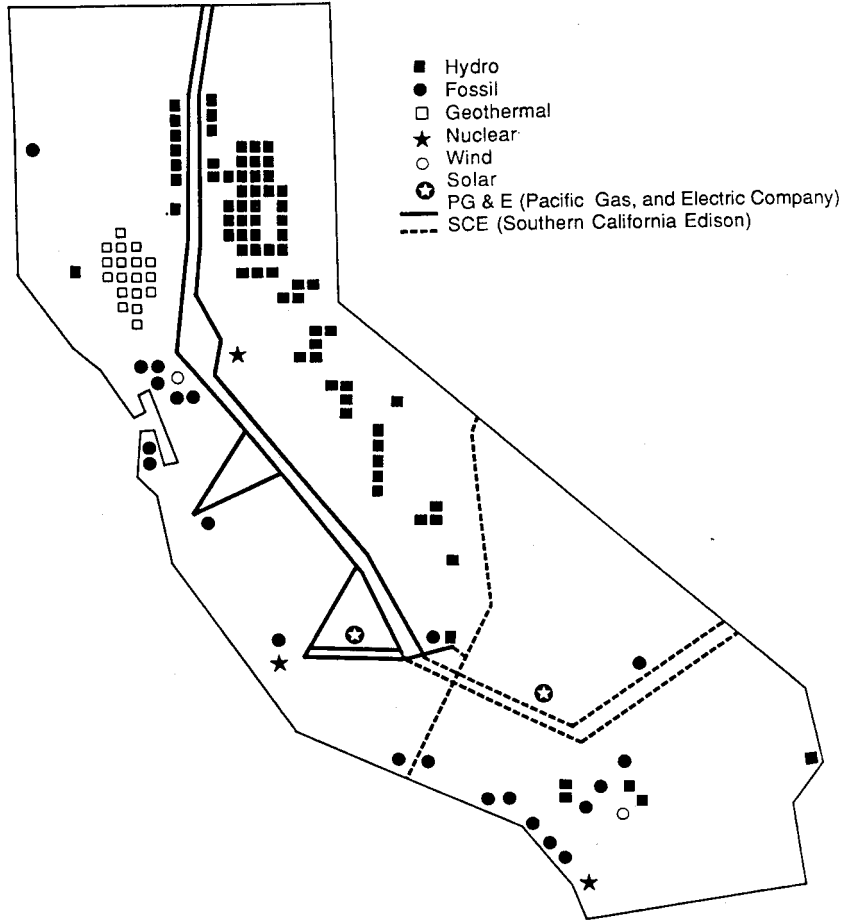 Hydro
Fossil
Geothermal
Nuclear
Wind
Solar
PG & E (Pacific Gas, and Electric Company)
SCE (Southern California Edison)